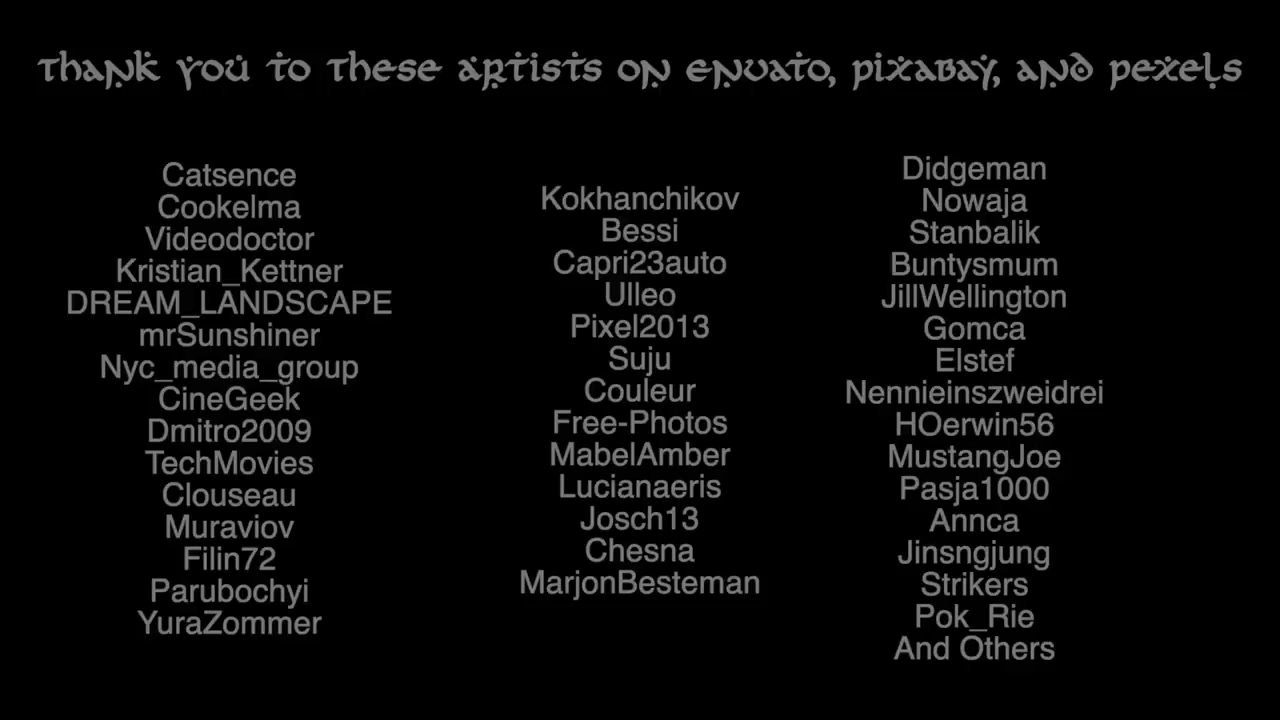 Thank you to these artists on Envato, Pixabay, and Pexels
Catsence
Cookelma
Videodoctor
Kristian_Kettner
DREAM_LANDSCAPE
mrSunshiner
Nyc_media_group
CineGeek
Dmitro2009
TechMovies
Clouseau
Muraviov
Filin72
Parubochyi
YuraZommer
Kokhanchikov
Bessi
Capri23auto
Ulleo
Pixel2013
Suju
Couleur
Free-Photos
MabelAmber
Lucianaeris
Josch13
Chesna
MarjonBesteman
Didgeman
Nowaja
Stanbalik
Buntysmum
JillWellington
Gomca
Elstef
Nennieinszweidrei
HOerwin56
MustangJoe
Pasja1000
Annca
Jinsngjung
Strikers
Pok_Rie
And Others